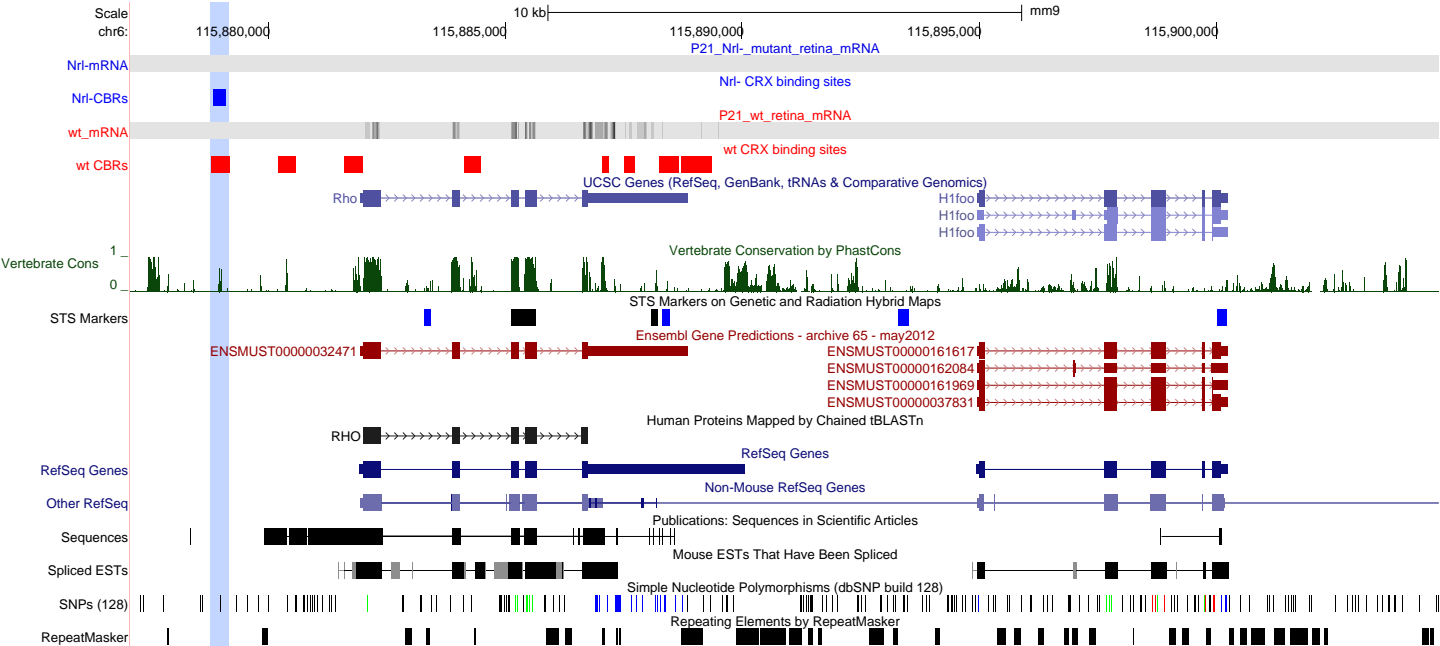 Scale 10 kb mm9
chr6: 115,880,000 115,885,000 115,890,000 115,895,000 115,900,000
P21_Nrl-_mutant_retina_mRNA
Nrl-mRNA
Nrl- CRX binding sites
Nrl-CBRs
P21_wt_retina_mRNA
wt_mRNA
wt CRX binding sites
wt CBRs
UCSC Genes (RefSeq, GenBank, tRNAs & Comparative Genomics)
Rho H1foo
H1foo
H1foo
Vertebrate Conservation by PhastCons
1 _
Vertebrate Cons
0 _
STS Markers on Genetic and Radiation Hybrid Maps
STS Markers
Ensembl Gene Predictions - archive 65 - may2012
ENSMUST00000032471 ENSMUST00000161617
ENSMUST00000162084
ENSMUST00000161969
ENSMUST00000037831
Human Proteins Mapped by Chained tBLASTn
RHO
RefSeq Genes
RefSeq Genes
Non-Mouse RefSeq Genes
Other RefSeq
Publications: Sequences in Scientific Articles
Sequences
Mouse ESTs That Have Been Spliced
Spliced ESTs
Simple Nucleotide Polymorphisms (dbSNP build 128)
SNPs (128)
Repeating Elements by RepeatMasker
RepeatMasker